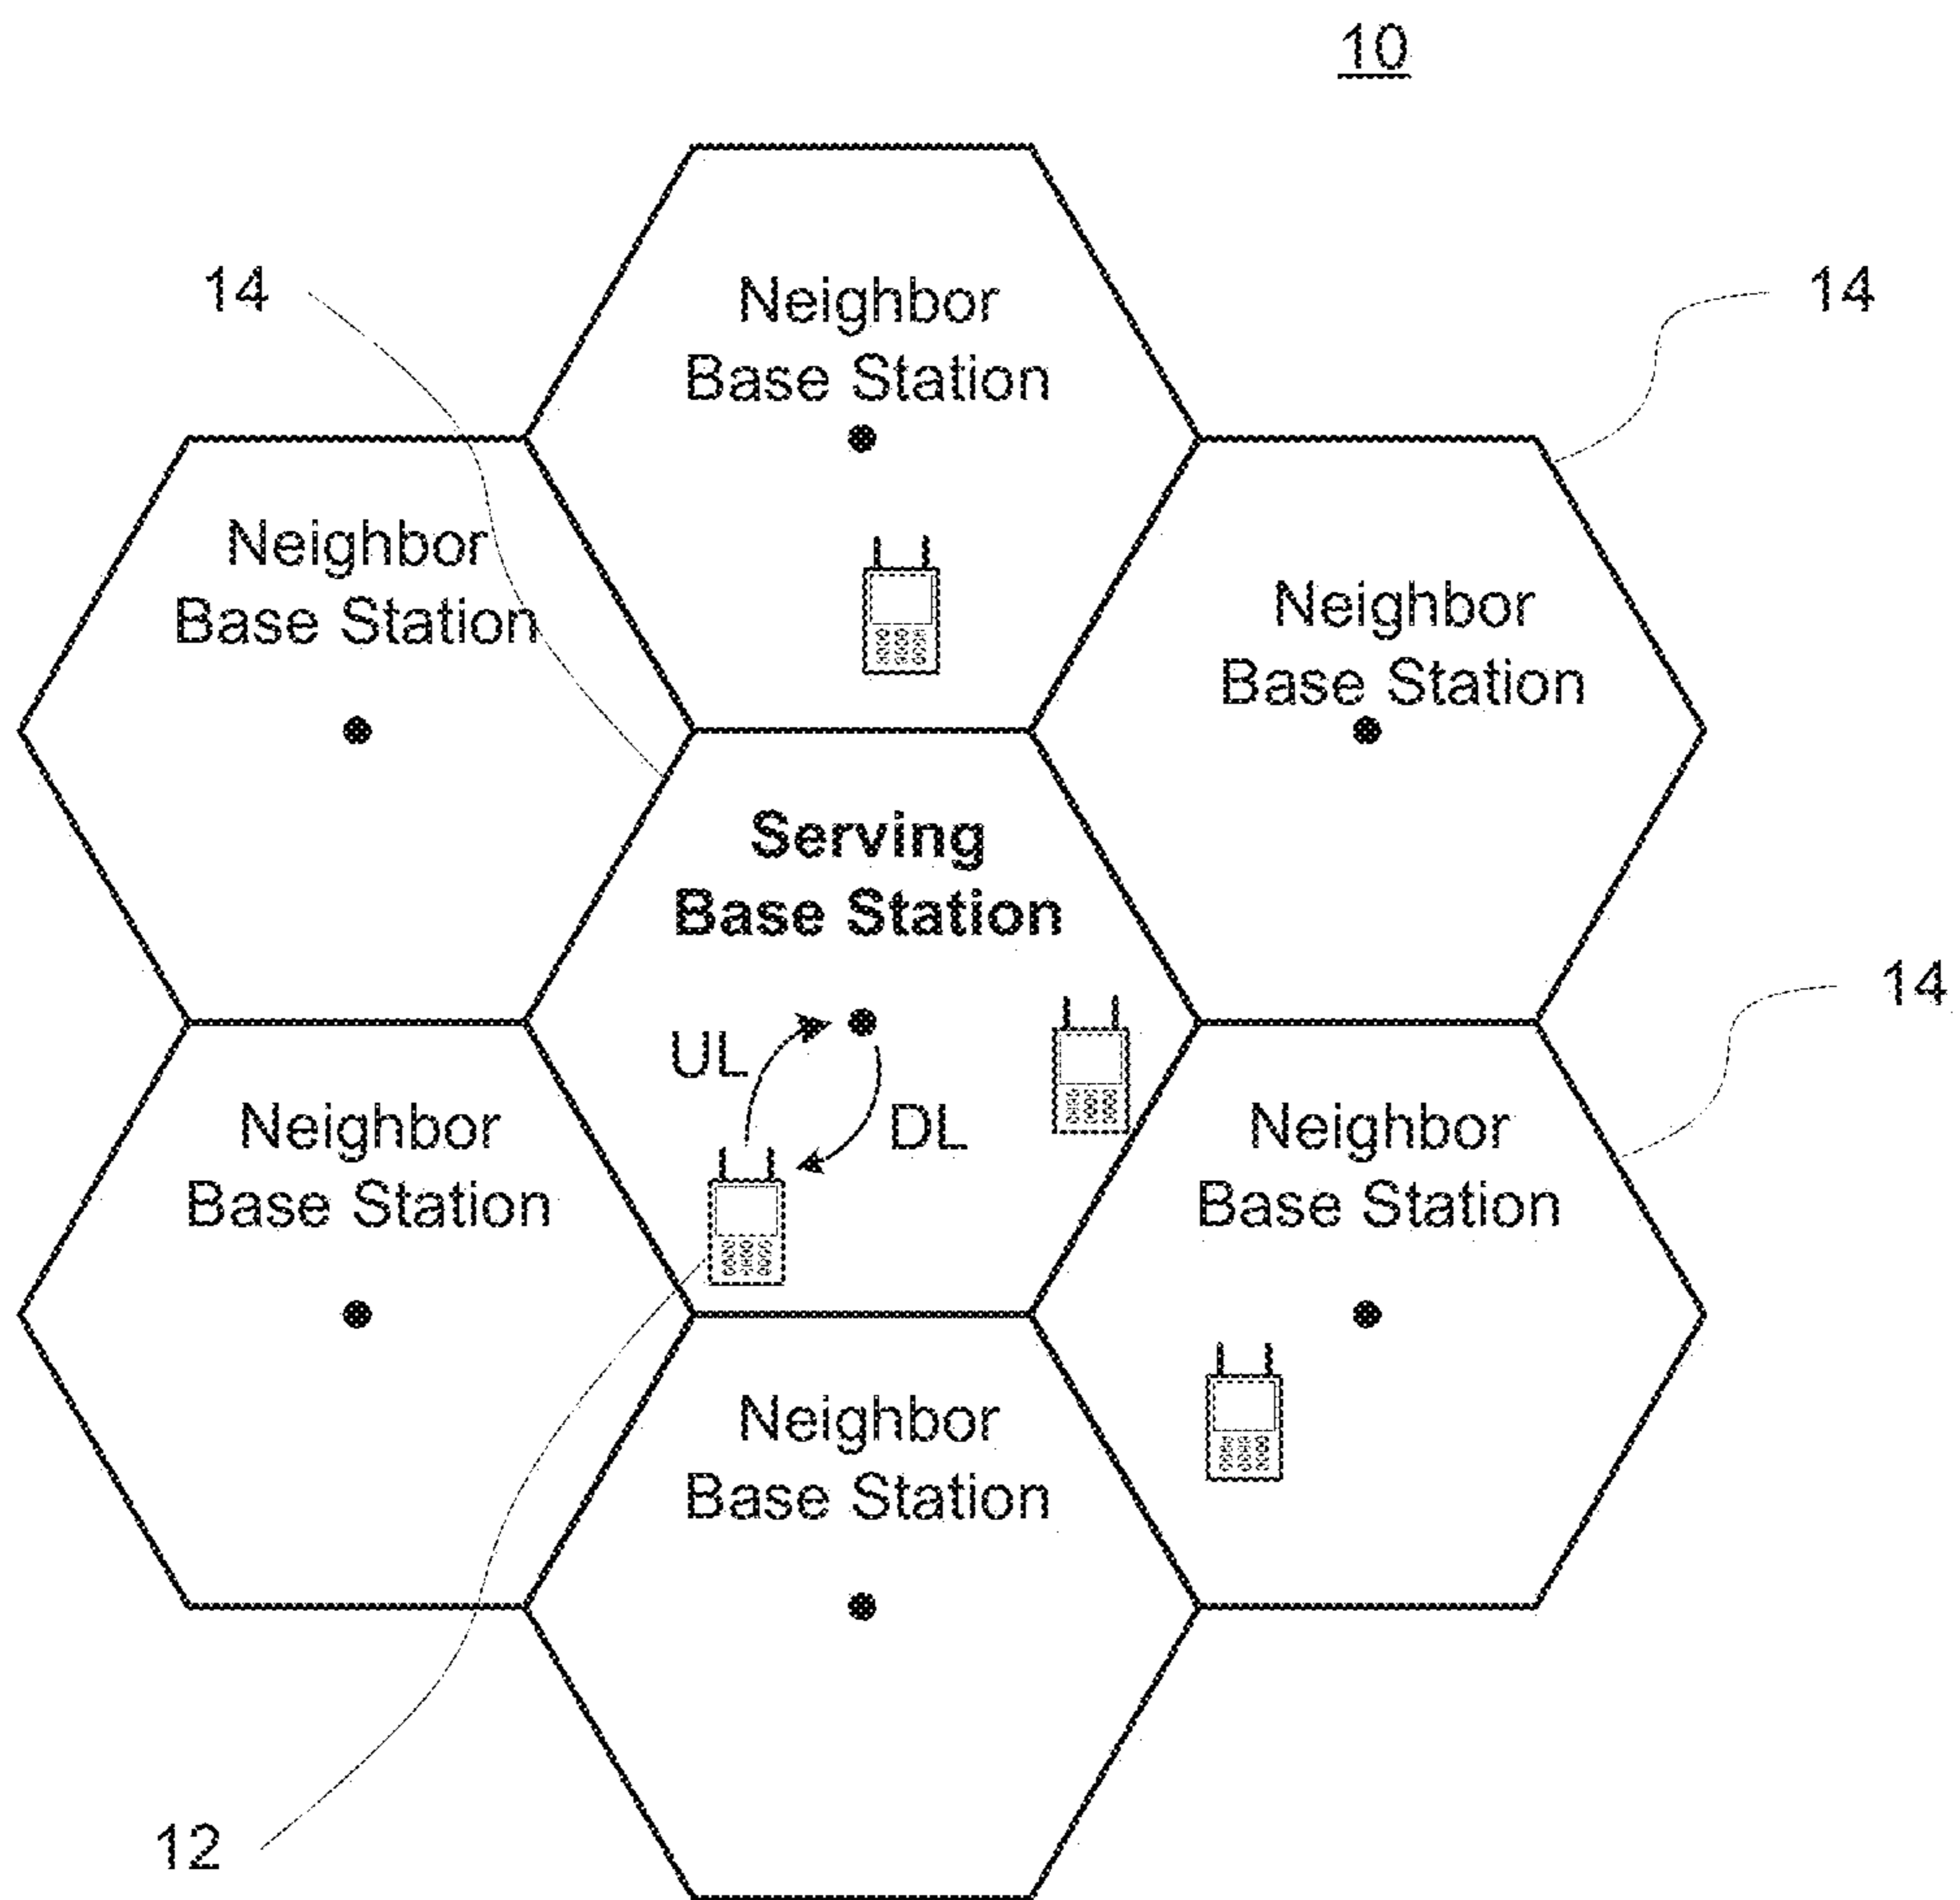 10
14
14
Neighbor
Base Station
Neighbor
Base Station
Neighbor
Base Station
Serving
Base Station
14
UL
DL
Neighbor
Base Station
Neighbor
Base Station
Neighbor
Base Station
12